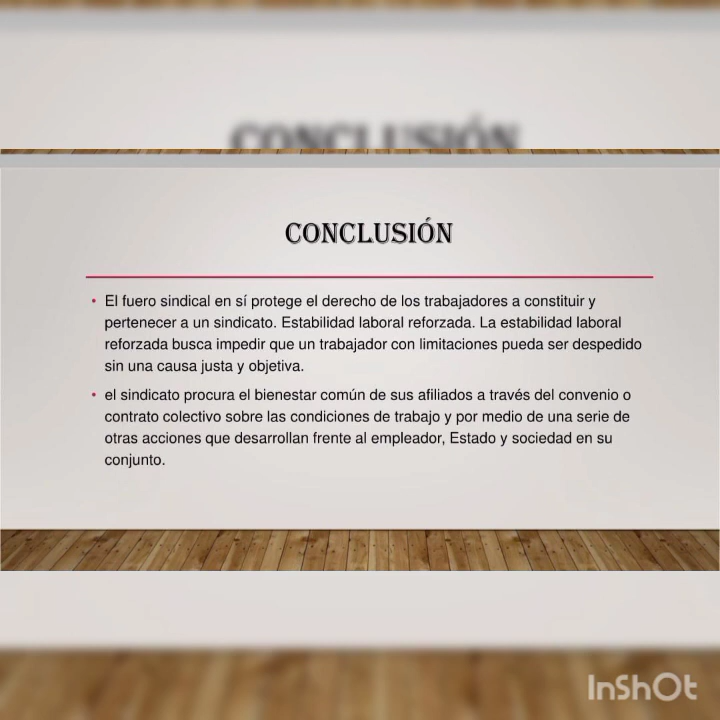 CONCLUSIÓN
CONCLUSIÓN
• El fuero sindical en sí protege el derecho de los trabajadores a constituir y
pertenecer a un sindicato. Estabilidad laboral reforzada. La estabilidad laboral
reforzada busca impedir que un trabajador con limitaciones pueda ser despedido
sin una causa justa y objetiva.
• el sindicato procura el bienestar común de sus afiliados a través del convenio o
contrato colectivo sobre las condiciones de trabajo y por medio de una serie de
otras acciones que desarrollan frente al empleador, Estado y sociedad en su
conjunto.
InShOt